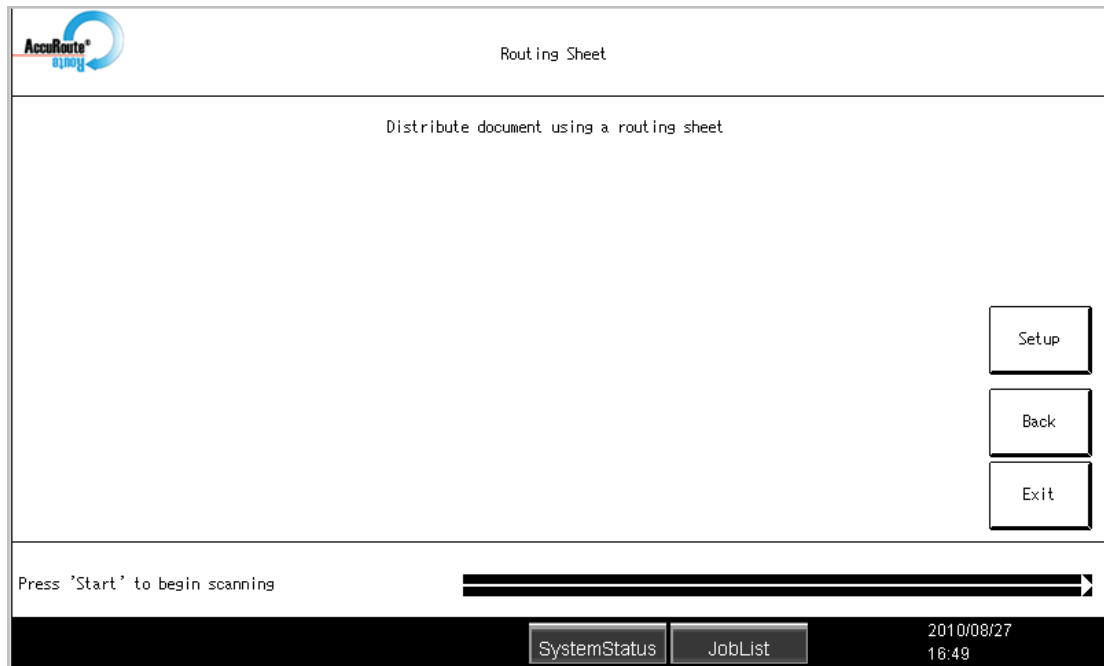 AccuRoute®
Route
Routing Sheet
Distribute document using a routing sheet
Setup
Back
Exit
Press 'Start' to begin scanning
SystemStatus
JobList
2010/08/27
16:49